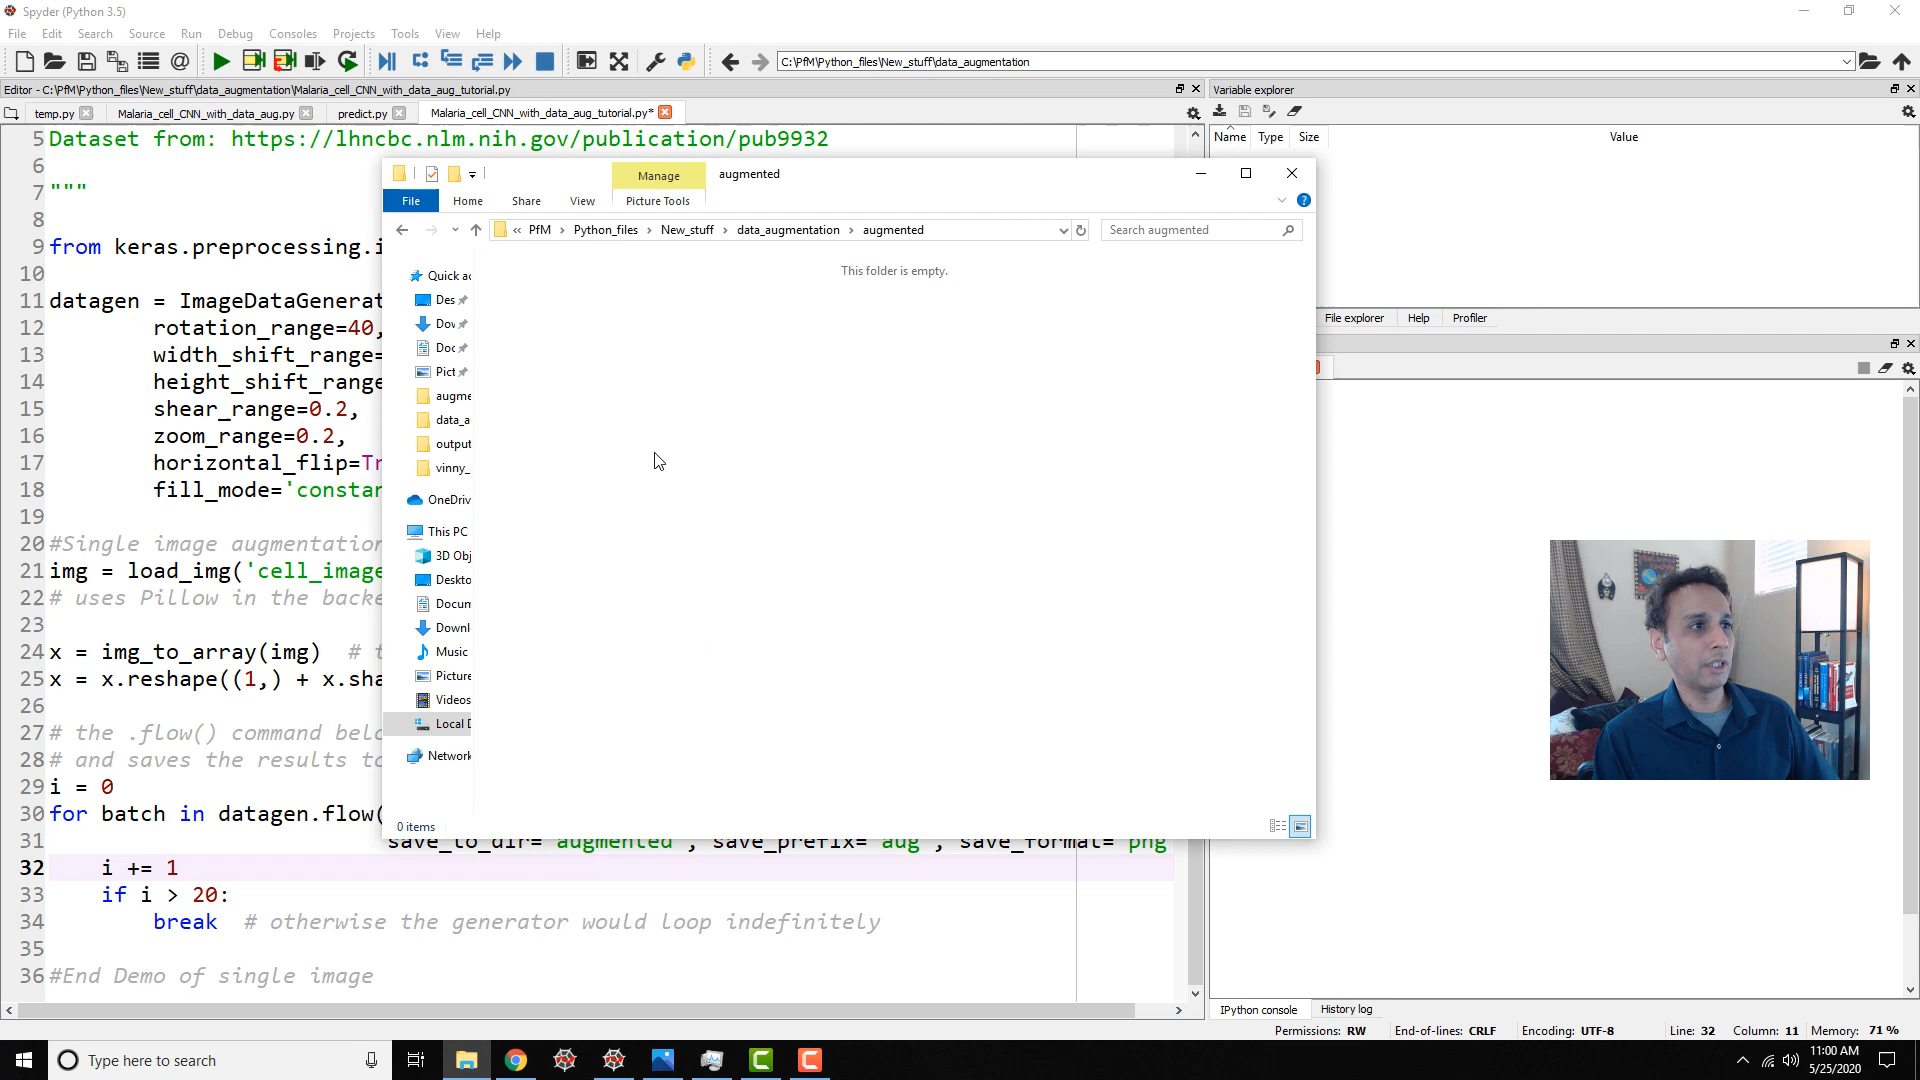 Spyder (Python 3.5)
File Edit Search Source Run Debug Consoles Projects Tools View Help
C:\PfM\Python_files\New_stuff\data_augmentation
Editor - C:\PfM\Python_files\New_stuff\data_augmentation\Malaria_cell_CNN_with_data_aug_tutorial.py
Variable explorer
temp.py Malaria_cell_CNN_with_data_aug.py predict.py Malaria_cell_CNN_with_data_aug_tutorial.py*
Name Type Size Value
5 Dataset from: https://lhncbc.nlm.nih.gov/publication/pub9932
6
7 """
8
9 from keras.preprocessing.i
10
11 datagen = ImageDataGenerat
12 rotation_range=40,
13 width_shift_range=
14 height_shift_range
15 shear_range=0.2,
16 zoom_range=0.2,
17 horizontal_flip=Tr
18 fill_mode='constan
19
20 #Single image augmentation
21 img = load_img('cell_image
22 # uses Pillow in the backe
23
24 x = img_to_array(img) # t
25 x = x.reshape((1,) + x.sha
26
27 # the .flow() command belo
28 # and saves the results to
29 i = 0
30 for batch in datagen.flow(
31 save_to_dir='augmented', save_prefix='aug', save_format='png
32 i += 1
33 if i > 20:
34 break # otherwise the generator would loop indefinitely
35
36 #End Demo of single image
Manage augmented
File Home Share View Picture Tools
« PfM › Python_files › New_stuff › data_augmentation › augmented
Search augmented
This folder is empty.
Quick ac
Des
Dov
Doc
Pict
augme
data_a
output
vinny_
OneDriv
This PC
3D Obj
Deskto
Docum
Downl
Music
Picture
Videos
Local D
Network
0 items
File explorer Help Profiler
IPython console History log
Permissions: RW End-of-lines: CRLF Encoding: UTF-8 Line: 32 Column: 11 Memory: 71 %
Type here to search
11:00 AM
5/25/2020